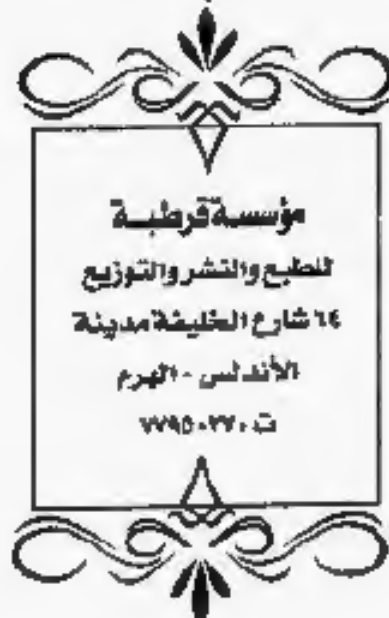 مؤسسة قرطبة
للطبع والنشر والتوزيع
٦٤ شارع الخليفة مدينة
الأندلس - الهرم
ت